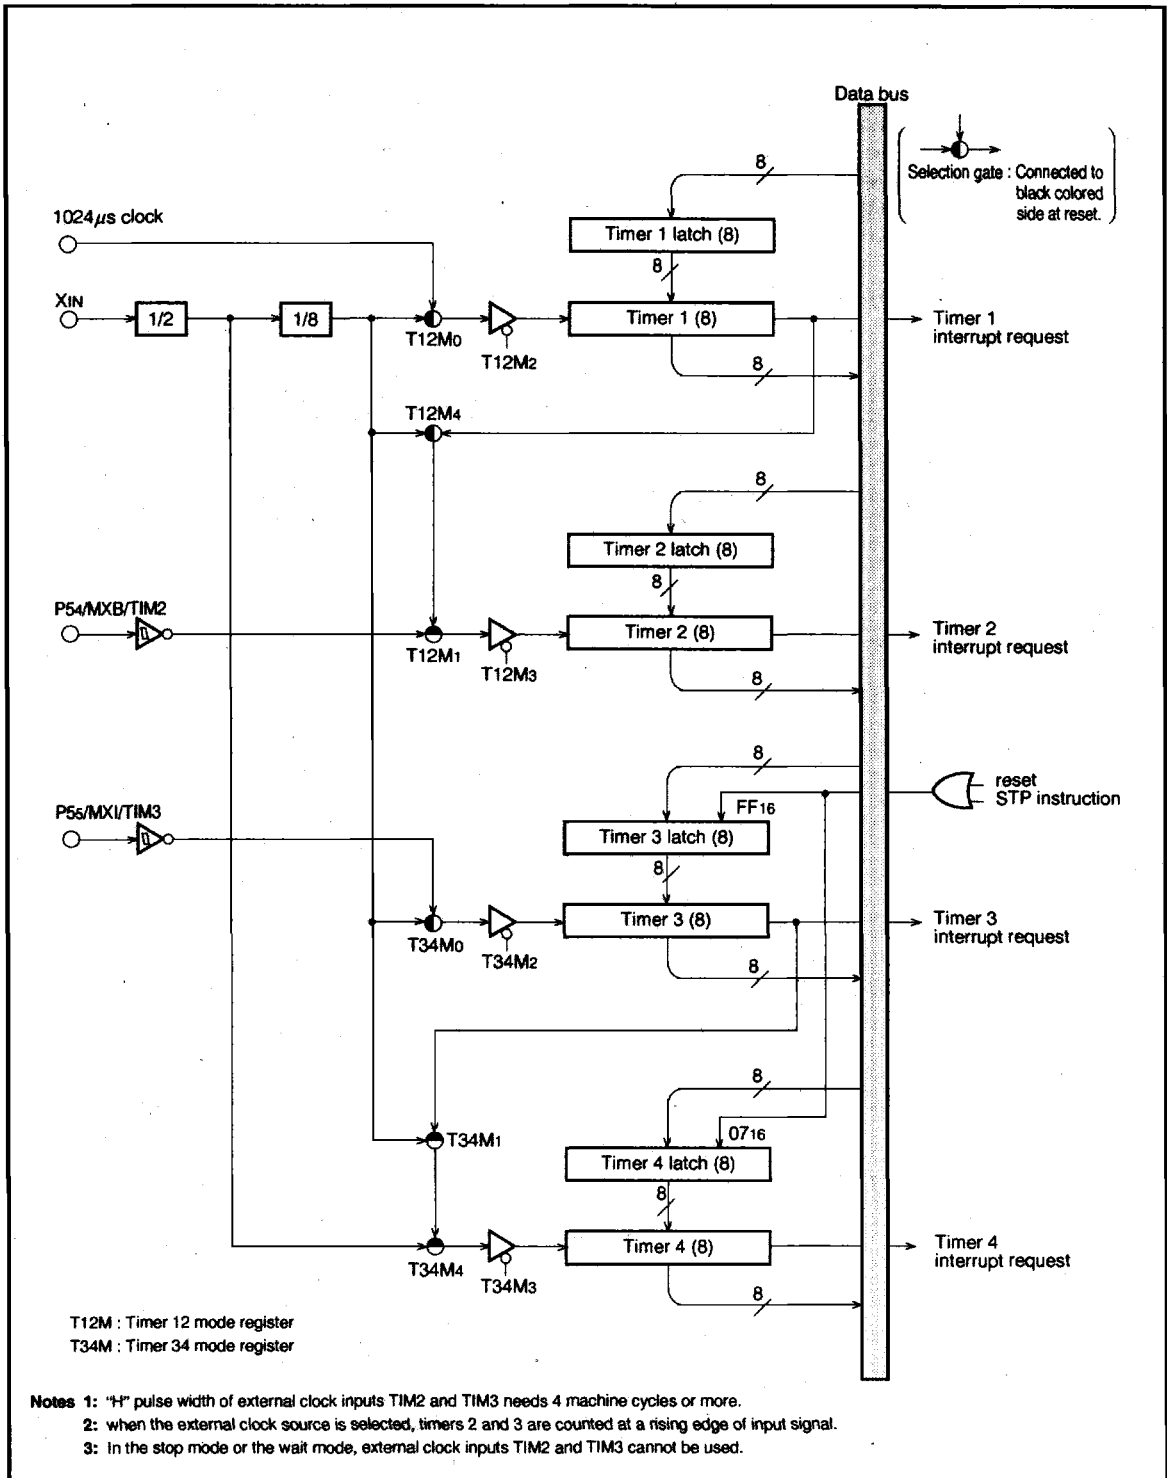 Data bus
8
Selection gate : Connected to
black colored
side at reset.
1024µs clock
Timer 1 latch (8)
8
XIN
1/2
1/8
Timer 1 (8)
Timer 1
interrupt request
T12M0
T12M2
8
T12M4
8
Timer 2 latch (8)
8
P54/MXB/TIM2
Timer 2 (8)
Timer 2
interrupt request
T12M1
T12M3
8
8
reset
STP instruction
FF16
P55/MXI/TIM3
Timer 3 latch (8)
8
Timer 3 (8)
Timer 3
interrupt request
T34M0
T34M2
8
8
0716
T34M1
Timer 4 latch (8)
8
Timer 4 (8)
Timer 4
interrupt request
T34M4
T34M3
8
T12M : Timer 12 mode register
T34M : Timer 34 mode register
Notes 1: "H" pulse width of external clock inputs TIM2 and TIM3 needs 4 machine cycles or more.
2: when the external clock source is selected, timers 2 and 3 are counted at a rising edge of input signal.
3: In the stop mode or the wait mode, external clock inputs TIM2 and TIM3 cannot be used.